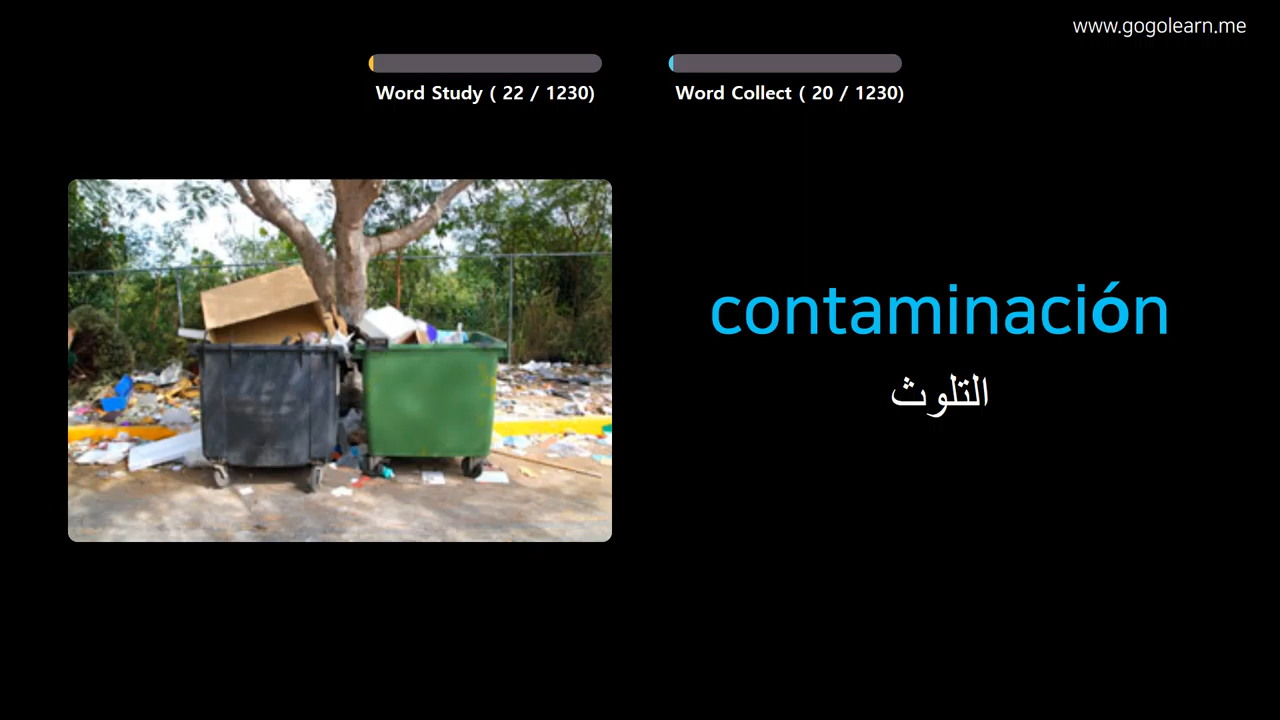 www.gogolearn.me
Word Study ( 22 / 1230)
Word Collect ( 20 / 1230)
contaminación
التلوث